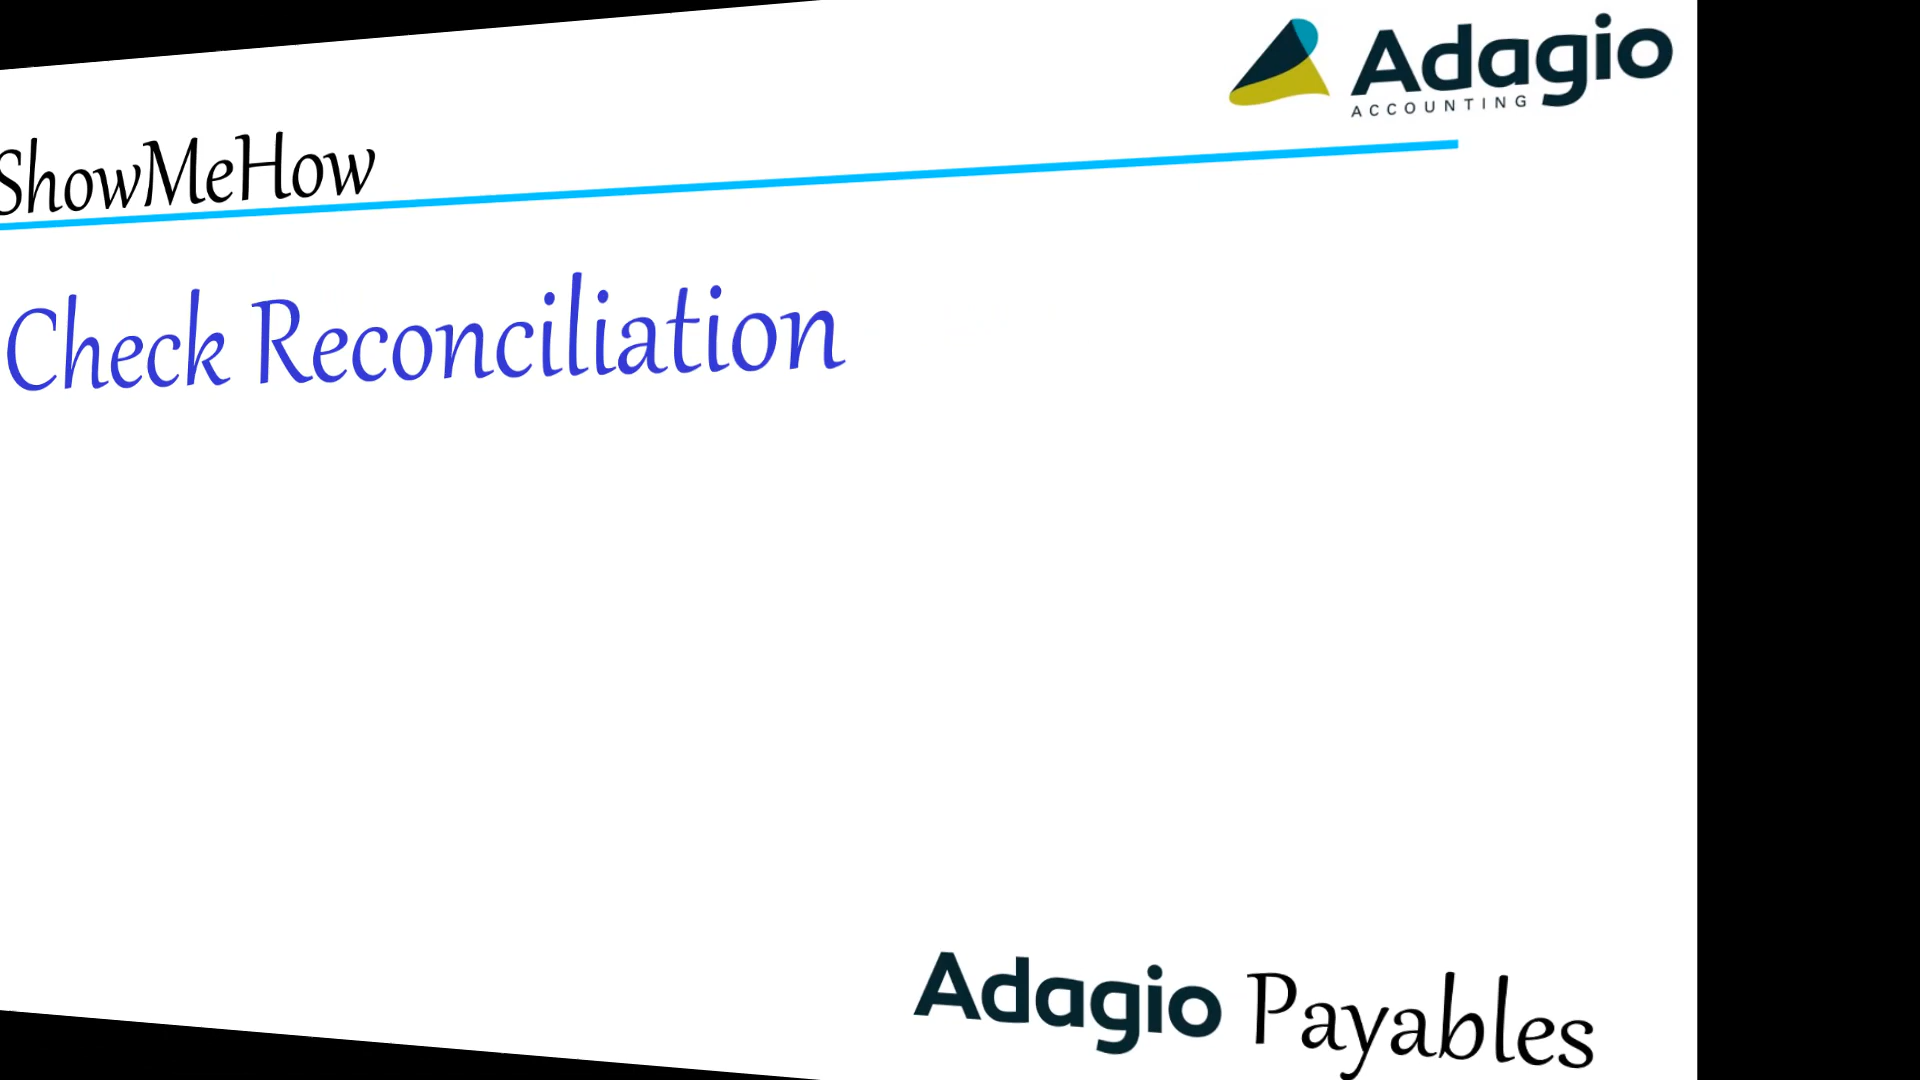 Adagio
ACCOUNTING
ShowMeHow
Check Reconciliation
Adagio Payables